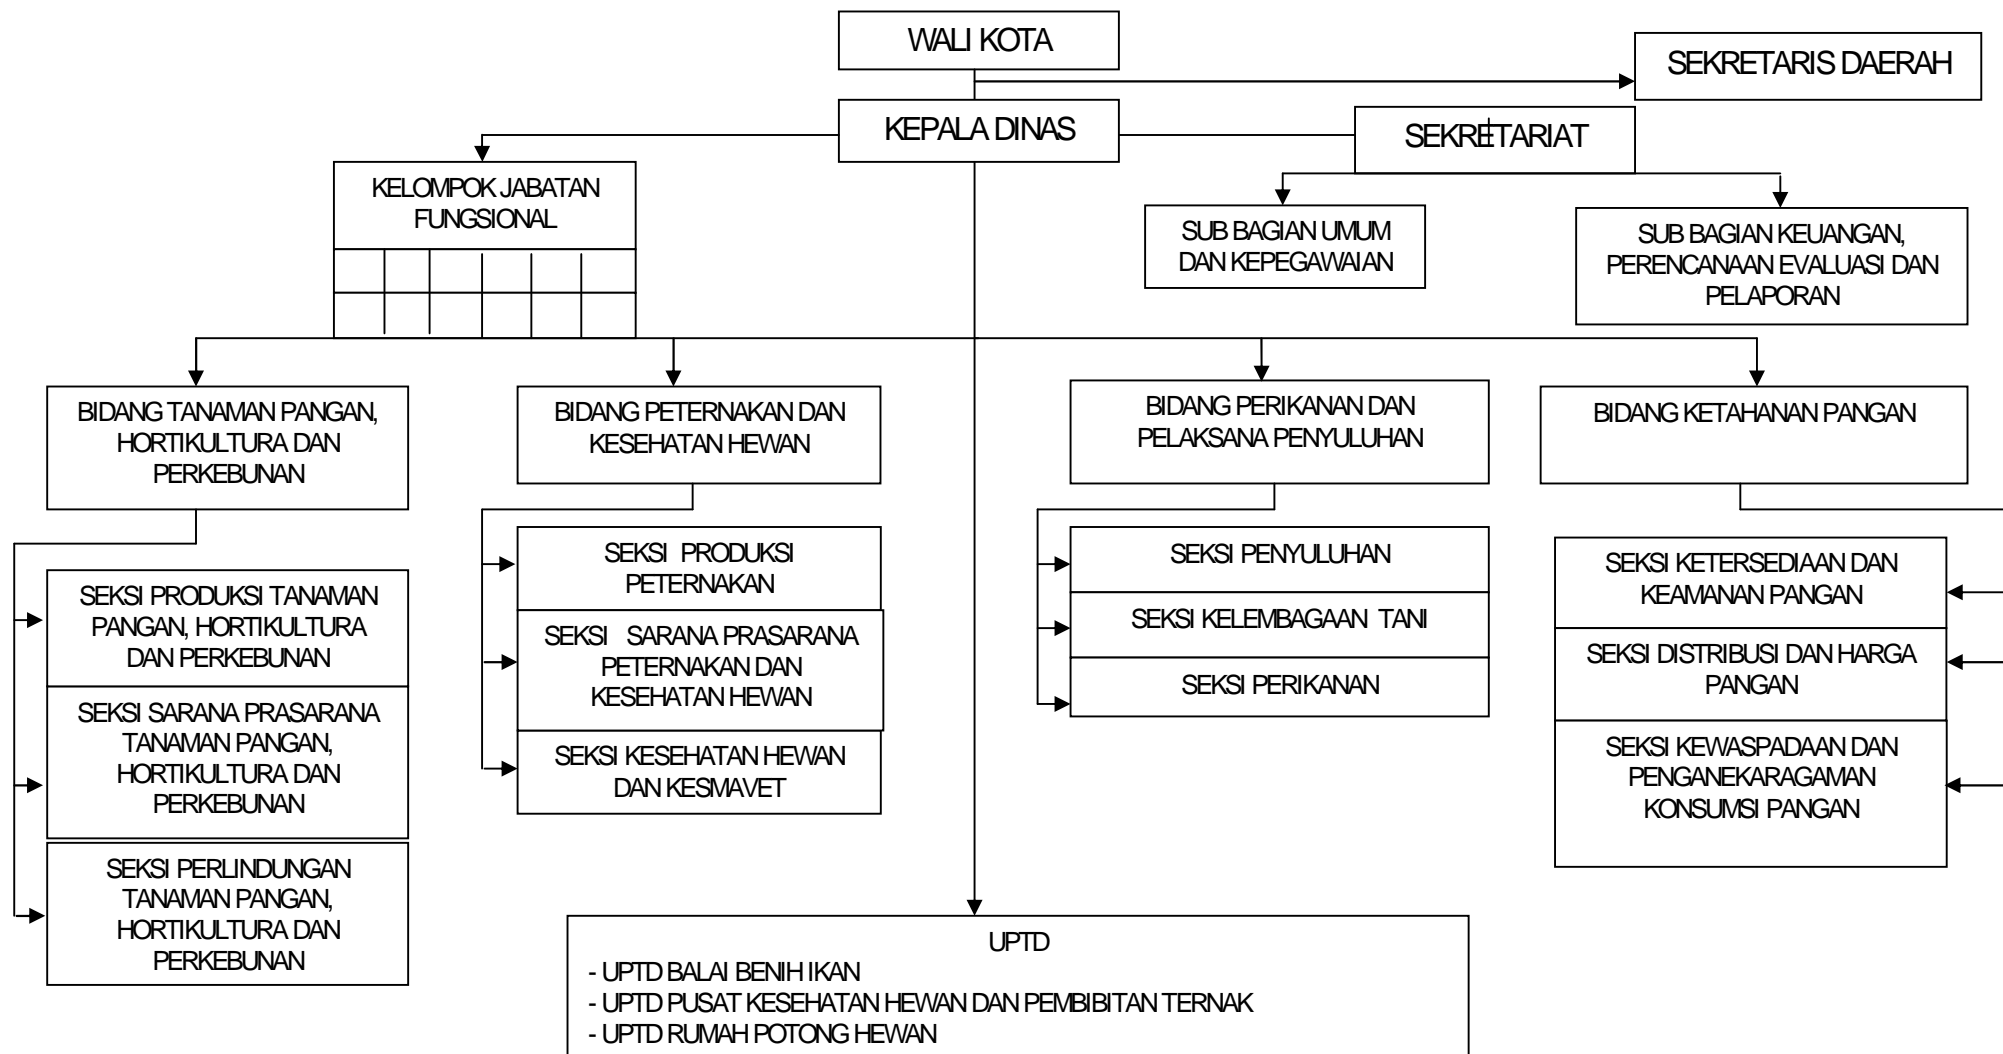 WALI KOTA
SEKRETARIS DAERAH
KEPALA DINAS
SEKRETARIAT
KELOMPOK JABATAN
FUNGSIONAL
SUB BAGIAN UMUM
DAN KEPEGAWAIAN
SUB BAGIAN KEUANGAN,
PERENCANAAN EVALUASI DAN
PELAPORAN
BIDANG TANAMAN PANGAN,
HORTIKULTURA DAN
PERKEBUNAN
BIDANG PETERNAKAN DAN
KESEHATAN HEWAN
BIDANG PERIKANAN DAN
PELAKSANA PENYULUHAN
BIDANG KETAHANAN PANGAN
SEKSI PRODUKSI TANAMAN
PANGAN, HORTIKULTURA
DAN PERKEBUNAN
SEKSI SARANA PRASARANA
TANAMAN PANGAN,
HORTIKULTURA DAN
PERKEBUNAN
SEKSI PERLINDUNGAN
TANAMAN PANGAN,
HORTIKULTURA DAN
PERKEBUNAN
SEKSI PRODUKSI
PETERNAKAN
SEKSI SARANA PRASARANA
PETERNAKAN DAN
KESEHATAN HEWAN
SEKSI KESEHATAN HEWAN
DAN KESMAVET
SEKSI PENYULUHAN
SEKSI KELEMBAGAAN TANI
SEKSI PERIKANAN
SEKSI KETERSEDIAAN DAN
KEAMANAN PANGAN
SEKSI DISTRIBUSI DAN HARGA
PANGAN
SEKSI KEWASPADAAN DAN
PENGANEKARAGAMAN
KONSUMSI PANGAN
UPTD
- UPTD BALAI BENIH IKAN
- UPTD PUSAT KESEHATAN HEWAN DAN PEMBIBITAN TERNAK
- UPTD RUMAH POTONG HEWAN